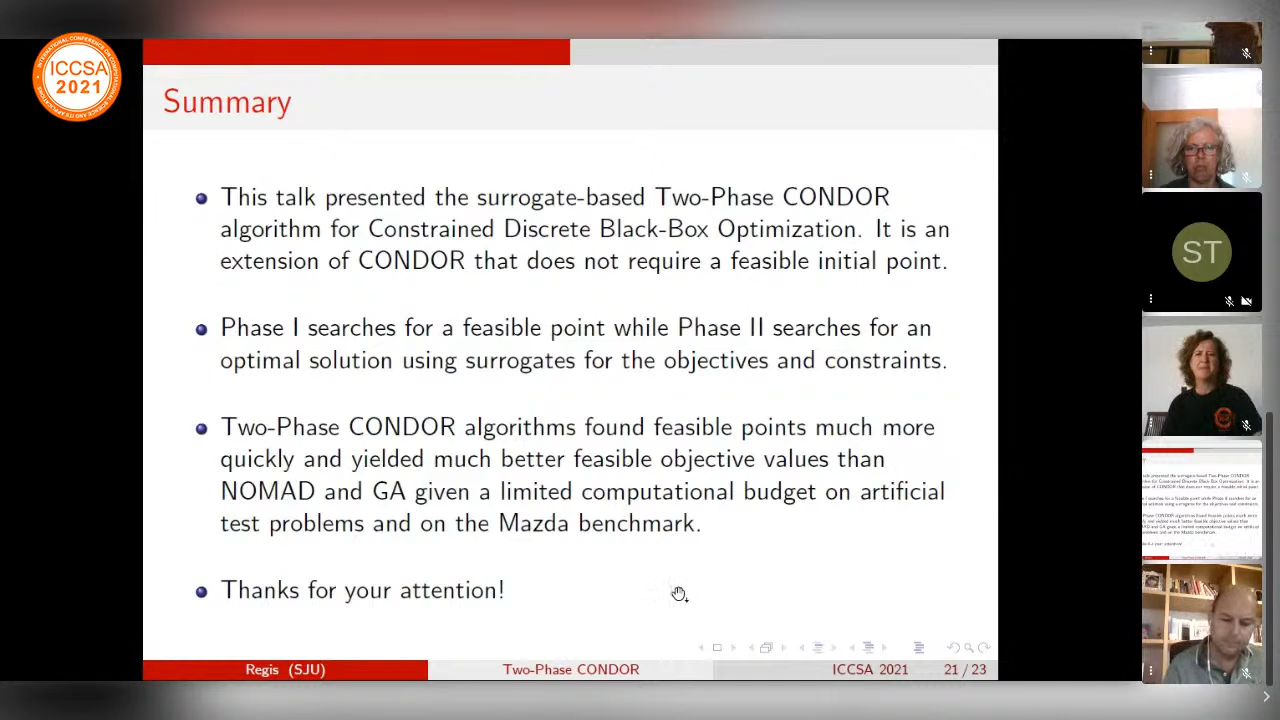 ICCSA
2021
Summary
This talk presented the surrogate-based Two-Phase CONDOR
algorithm for Constrained Discrete Black-Box Optimization. It is an
extension of CONDOR that does not require a feasible initial point.
Phase I searches for a feasible point while Phase II searches for an
optimal solution using surrogates for the objectives and constraints.
Two-Phase CONDOR algorithms found feasible points much more
quickly and yielded much better feasible objective values than
NOMAD and GA given a limited computational budget on artificial
test problems and on the Mazda benchmark.
Thanks for your attention!
Regis (SJU)
Two-Phase CONDOR
ICCSA 2021
21 / 23
ST